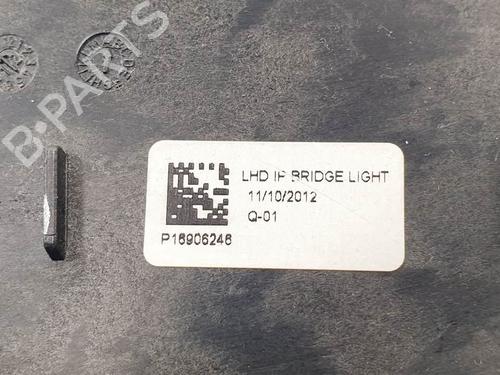 B-PARTS
LHD IP BRIDGE LIGHT
11/10/2012
Q-01
P16906246